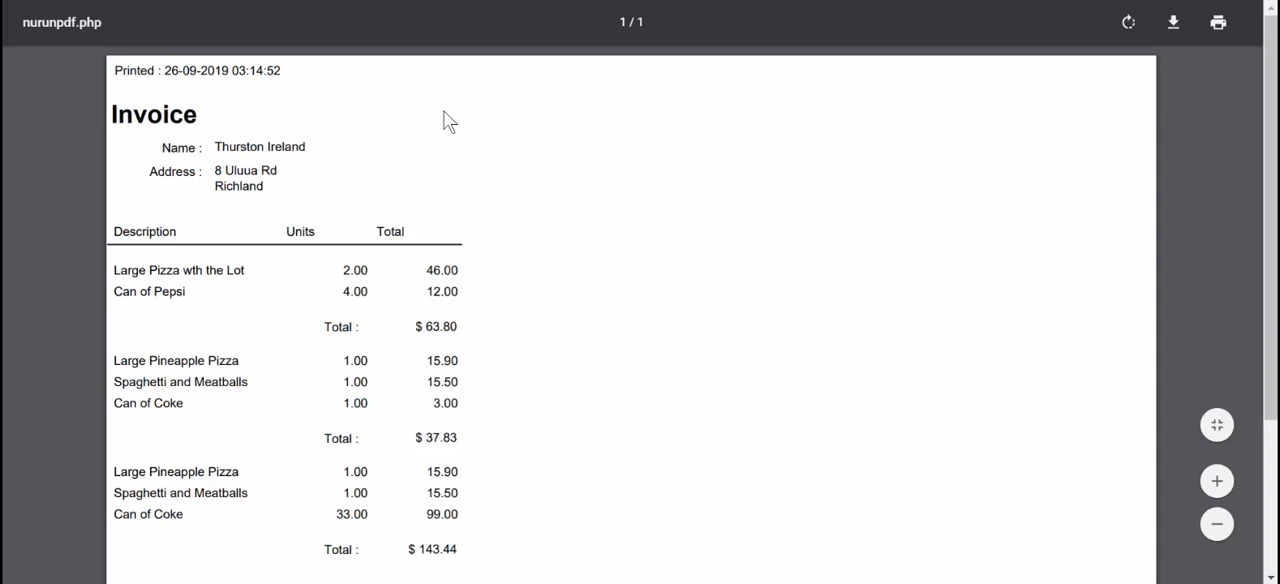 nurunpdf.php 1 / 1
Printed : 26-09-2019 03:14:52
Invoice
Name : Thurston Ireland
Address : 8 Uluua Rd
Richland
Description Units Total
Large Pizza wth the Lot 2.00 46.00
Can of Pepsi 4.00 12.00
Total : $ 63.80
Large Pineapple Pizza 1.00 15.90
Spaghetti and Meatballs 1.00 15.50
Can of Coke 1.00 3.00
Total : $ 37.83
Large Pineapple Pizza 1.00 15.90
Spaghetti and Meatballs 1.00 15.50
Can of Coke 33.00 99.00
Total : $ 143.44